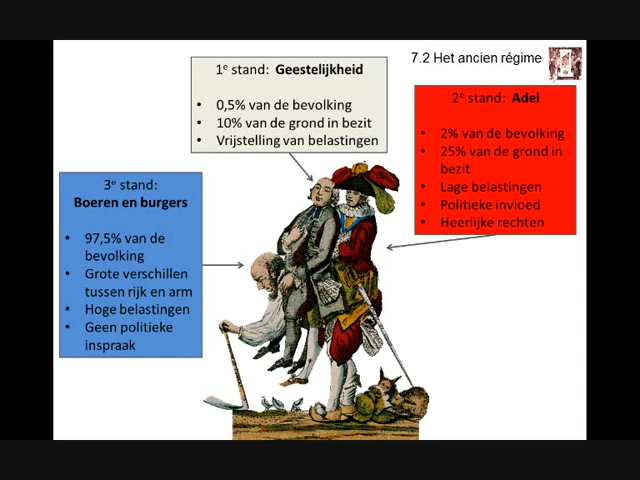 7.2 Het ancien régime
1e stand: Geestelijkheid
• 0,5% van de bevolking
• 10% van de grond in bezit
• Vrijstelling van belastingen
2e stand: Adel
• 2% van de bevolking
• 25% van de grond in
bezit
• Lage belastingen
• Politieke invloed
• Heerlijke rechten
3e stand:
Boeren en burgers
• 97,5% van de
bevolking
• Grote verschillen
tussen rijk en arm
• Hoge belastingen
• Geen politieke
inspraak